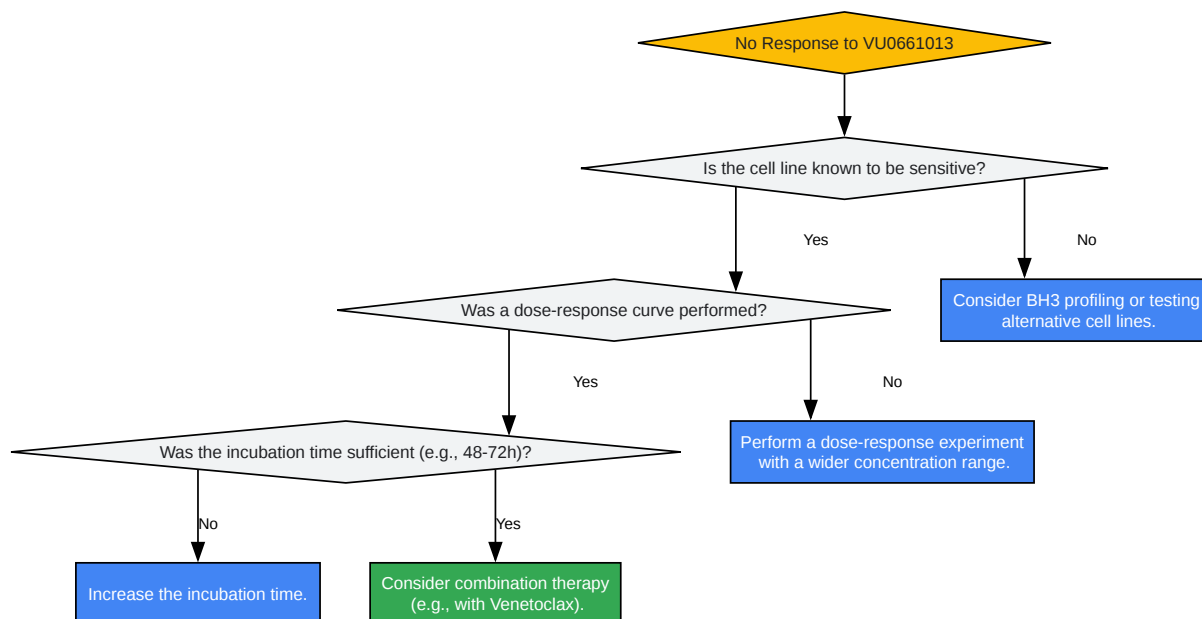 No Response to VU0661013
Is the cell line known to be sensitive?
Yes
No
Was a dose-response curve performed?
Consider BH3 profiling or testing
alternative cell lines.
Yes
No
Was the incubation time sufficient (e.g., 48-72h)?
Perform a dose-response experiment
with a wider concentration range.
No
Yes
Increase the incubation time.
Consider combination therapy
(e.g., with Venetoclax).